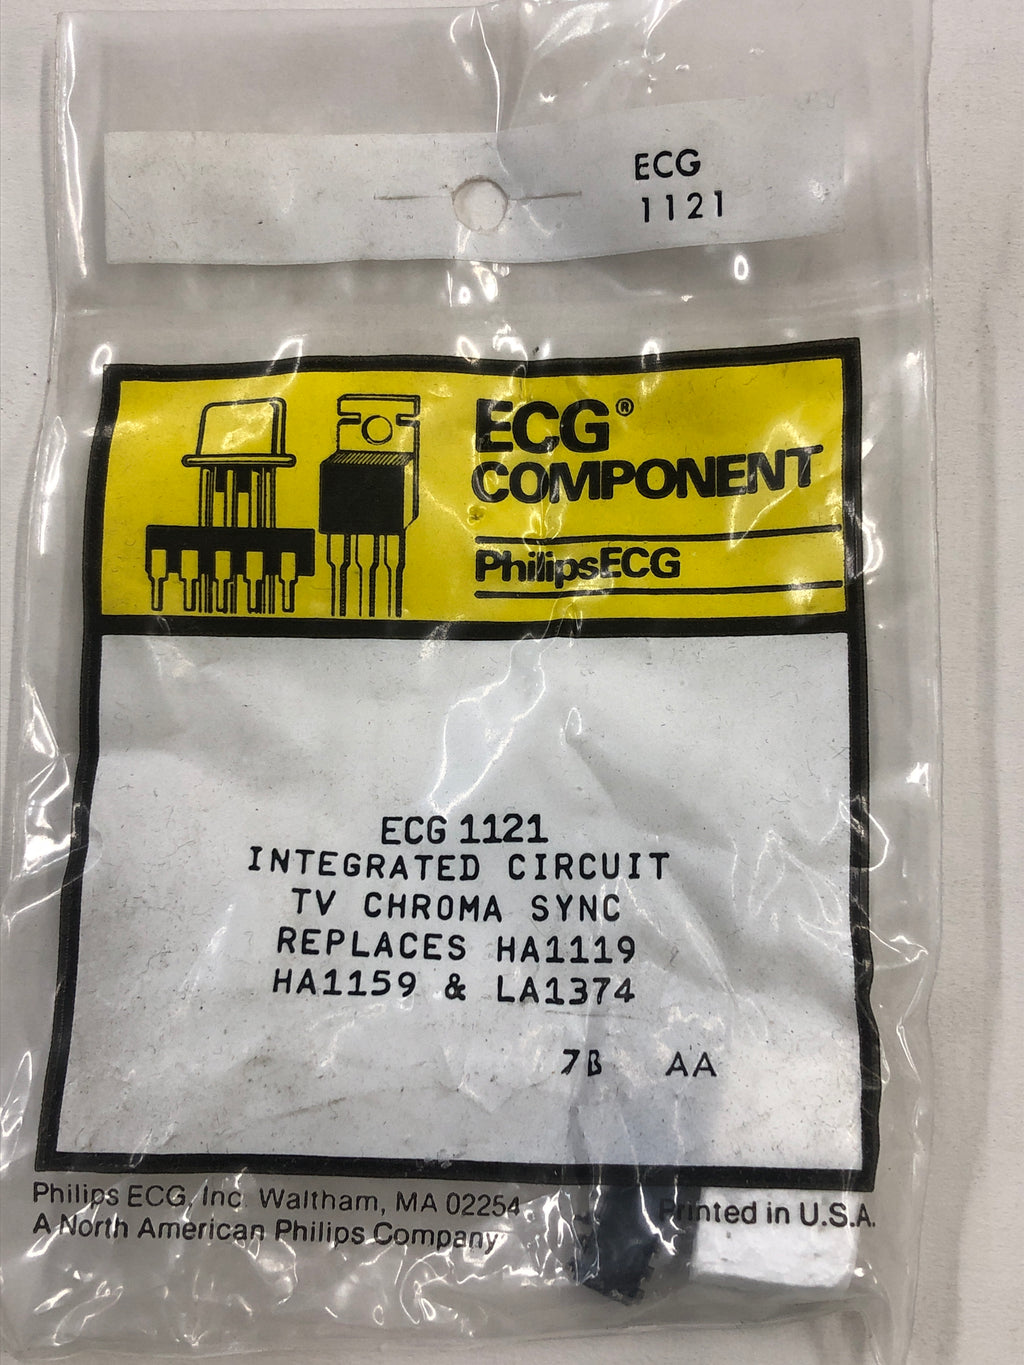 ECG
1121
ECG®
COMPONENT
PhilipsECG
ECG 1121
INTEGRATED CIRCUIT
TV CHROMA SYNC
REPLACES HA1119
HA1159 & LA1374
7B AA
Philips ECG, Inc. Waltham, MA 02254
A North American Philips Company
Printed in U.S.A.